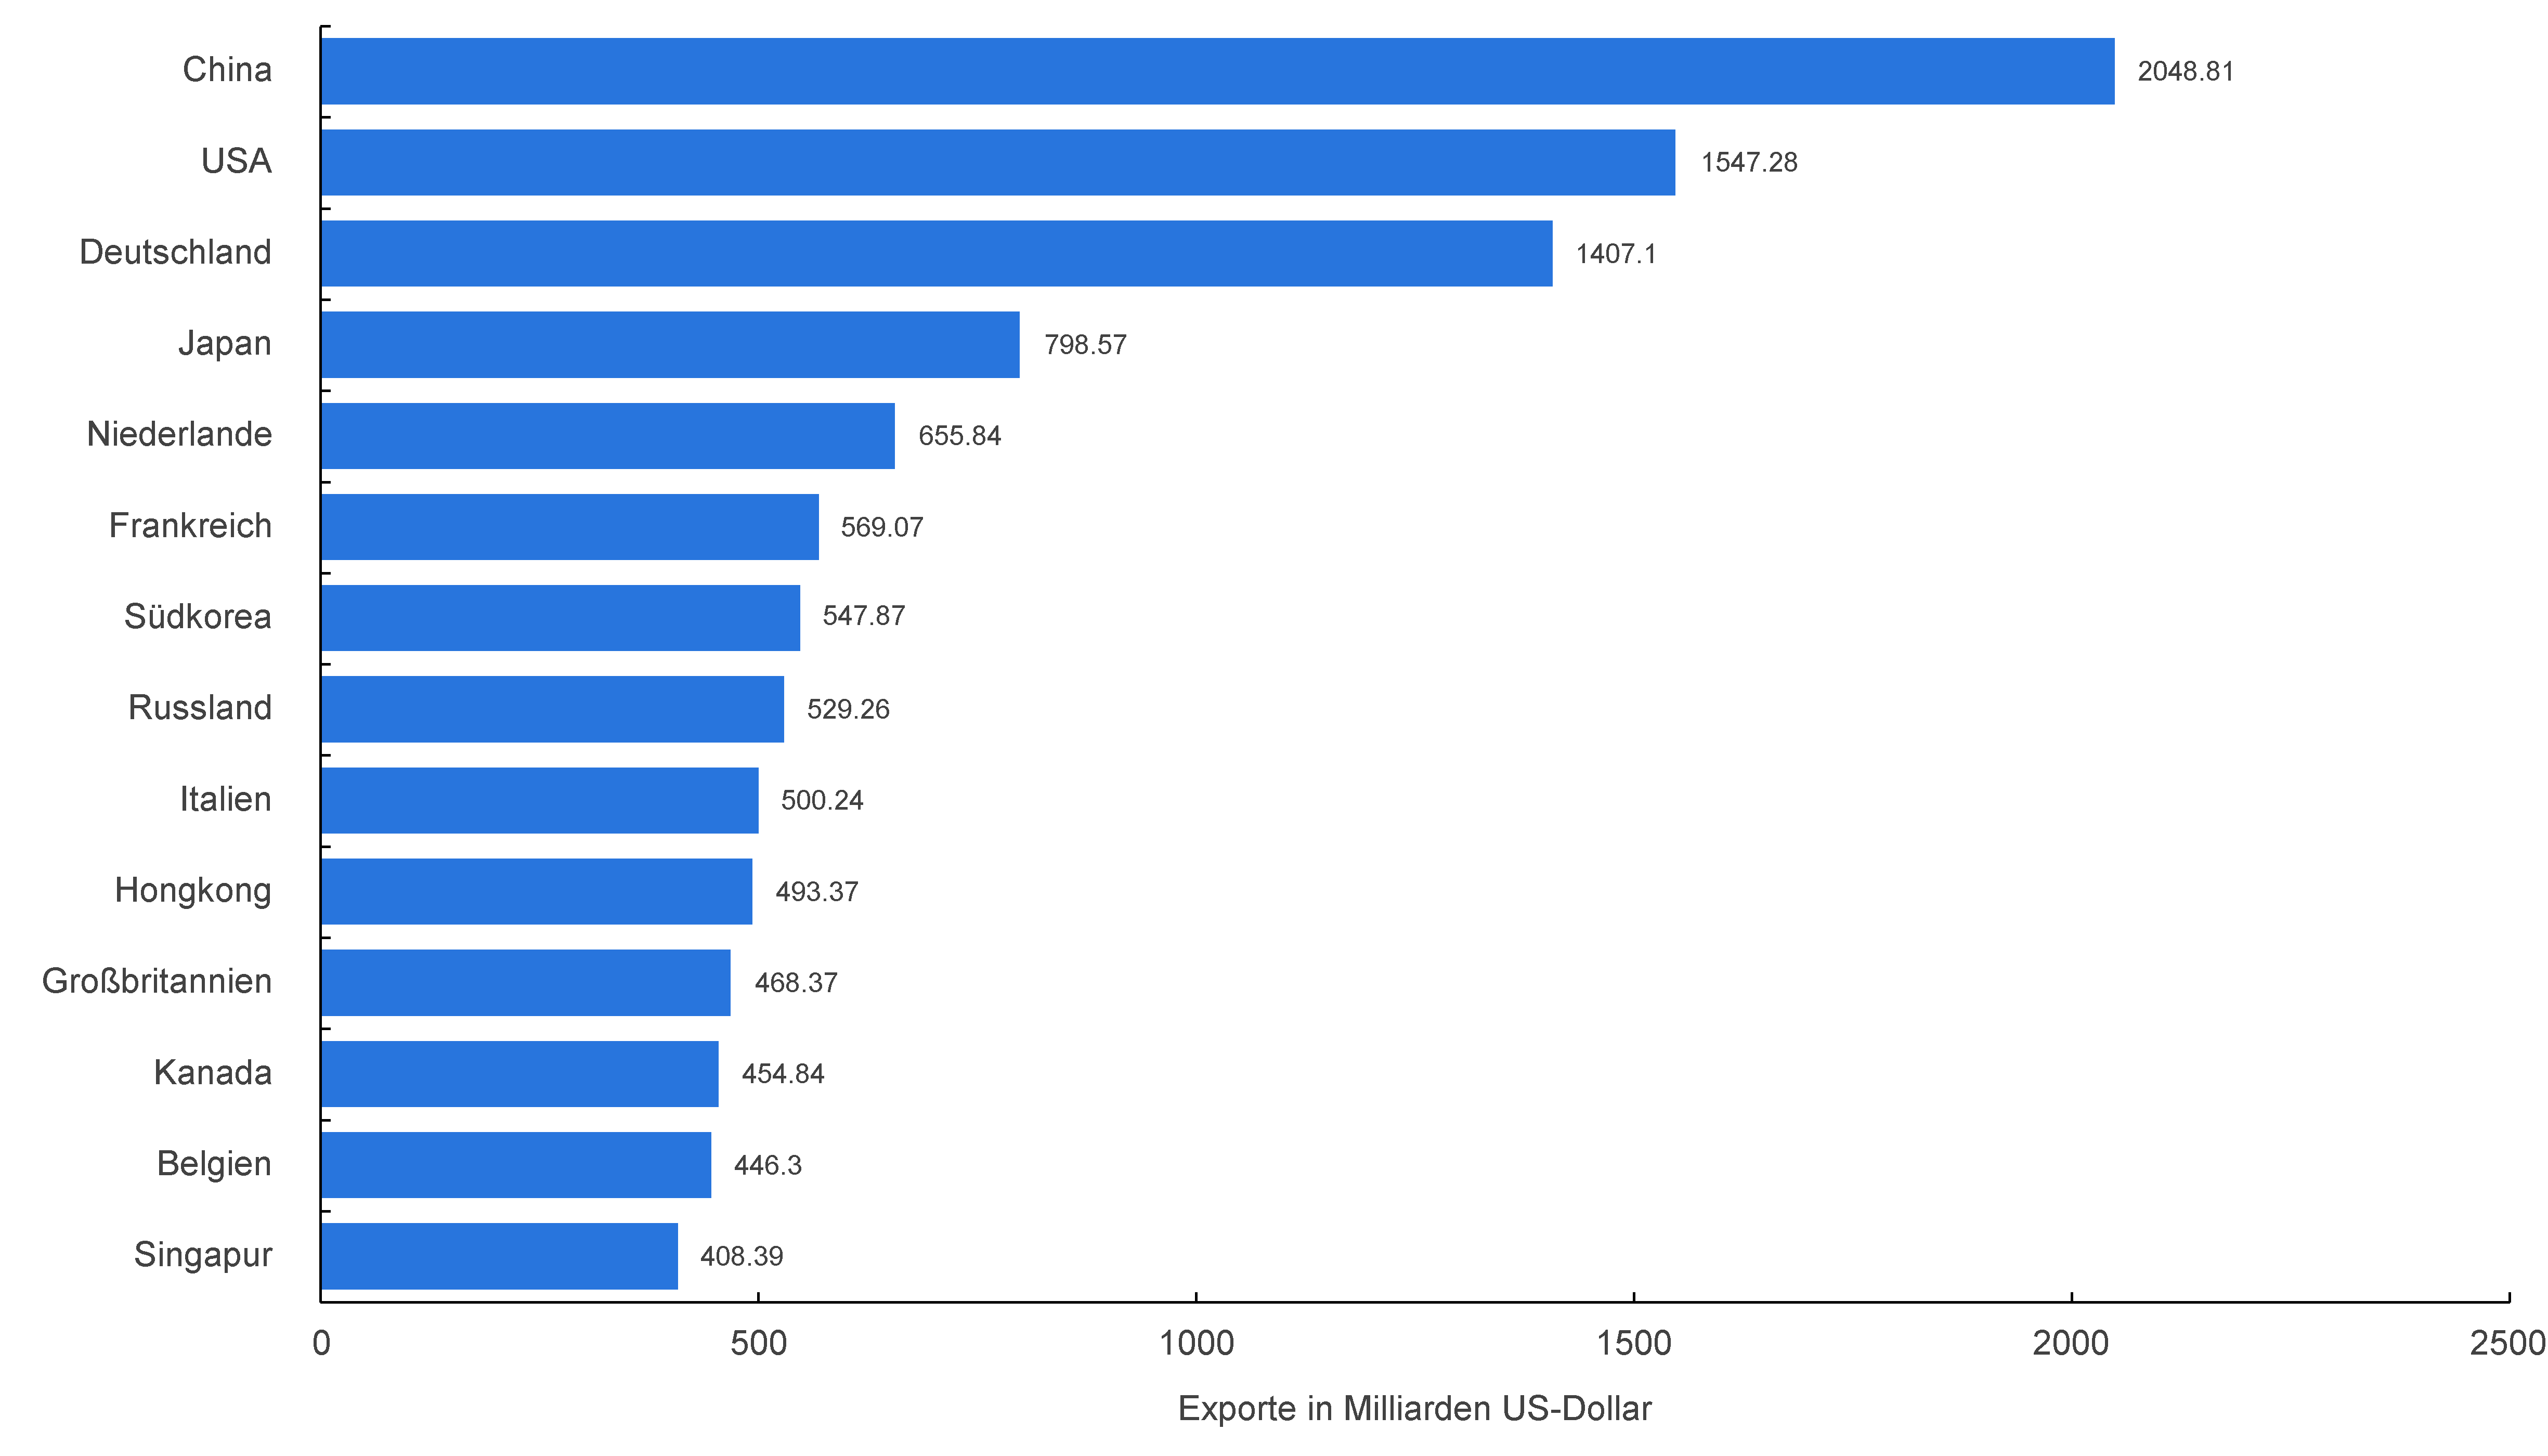 China 2048.81
USA 1547.28
Deutschland 1407.1
Japan 798.57
Niederlande 655.84
Frankreich 569.07
Südkorea 547.87
Russland 529.26
Italien 500.24
Hongkong 493.37
Großbritannien 468.37
Kanada 454.84
Belgien 446.3
Singapur 408.39
0 500 1000 1500 2000 2500
Exporte in Milliarden US-Dollar